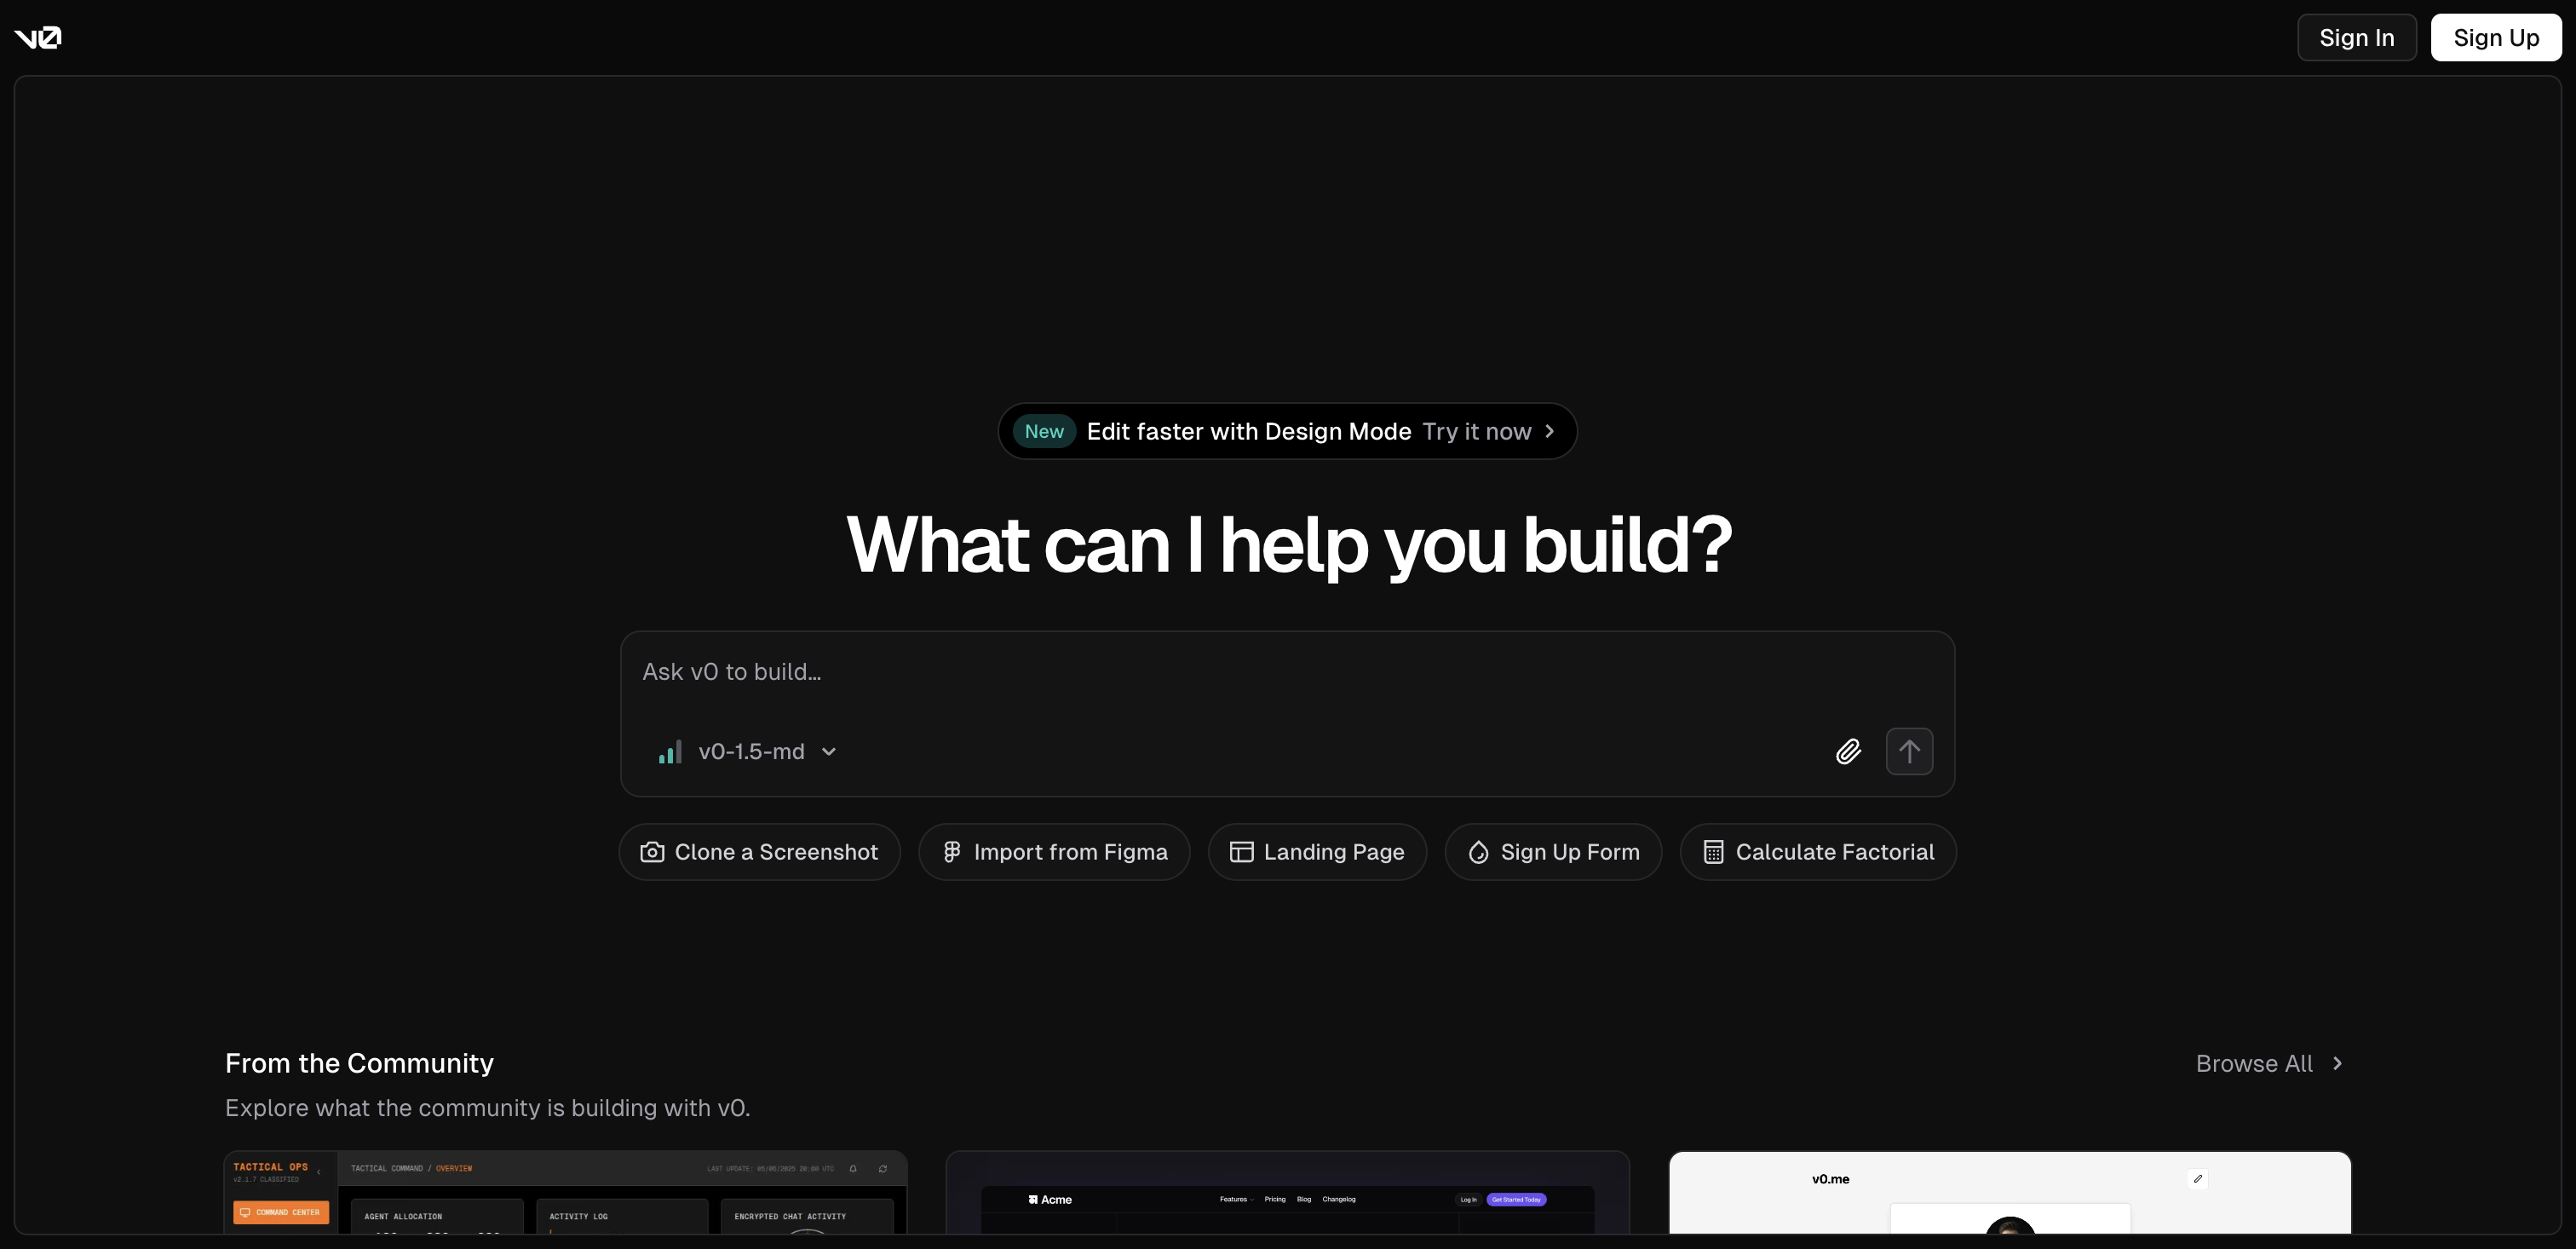 v0
Sign In
Sign Up
New Edit faster with Design Mode Try it now
What can I help you build?
Ask v0 to build...
v0-1.5-md
Clone a Screenshot
Import from Figma
Landing Page
Sign Up Form
Calculate Factorial
From the Community
Browse All
Explore what the community is building with v0.
TACTICAL OPS
v2.1.7 CLASSIFIED
COMMAND CENTER
TACTICAL COMMAND / OVERVIEW
LAST UPDATE: 05/06/2025 20:00 UTC
AGENT ALLOCATION
ACTIVITY LOG
ENCRYPTED CHAT ACTIVITY
Acme
Features
Pricing
Blog
Changelog
Log In
Get Started Today
v0.me